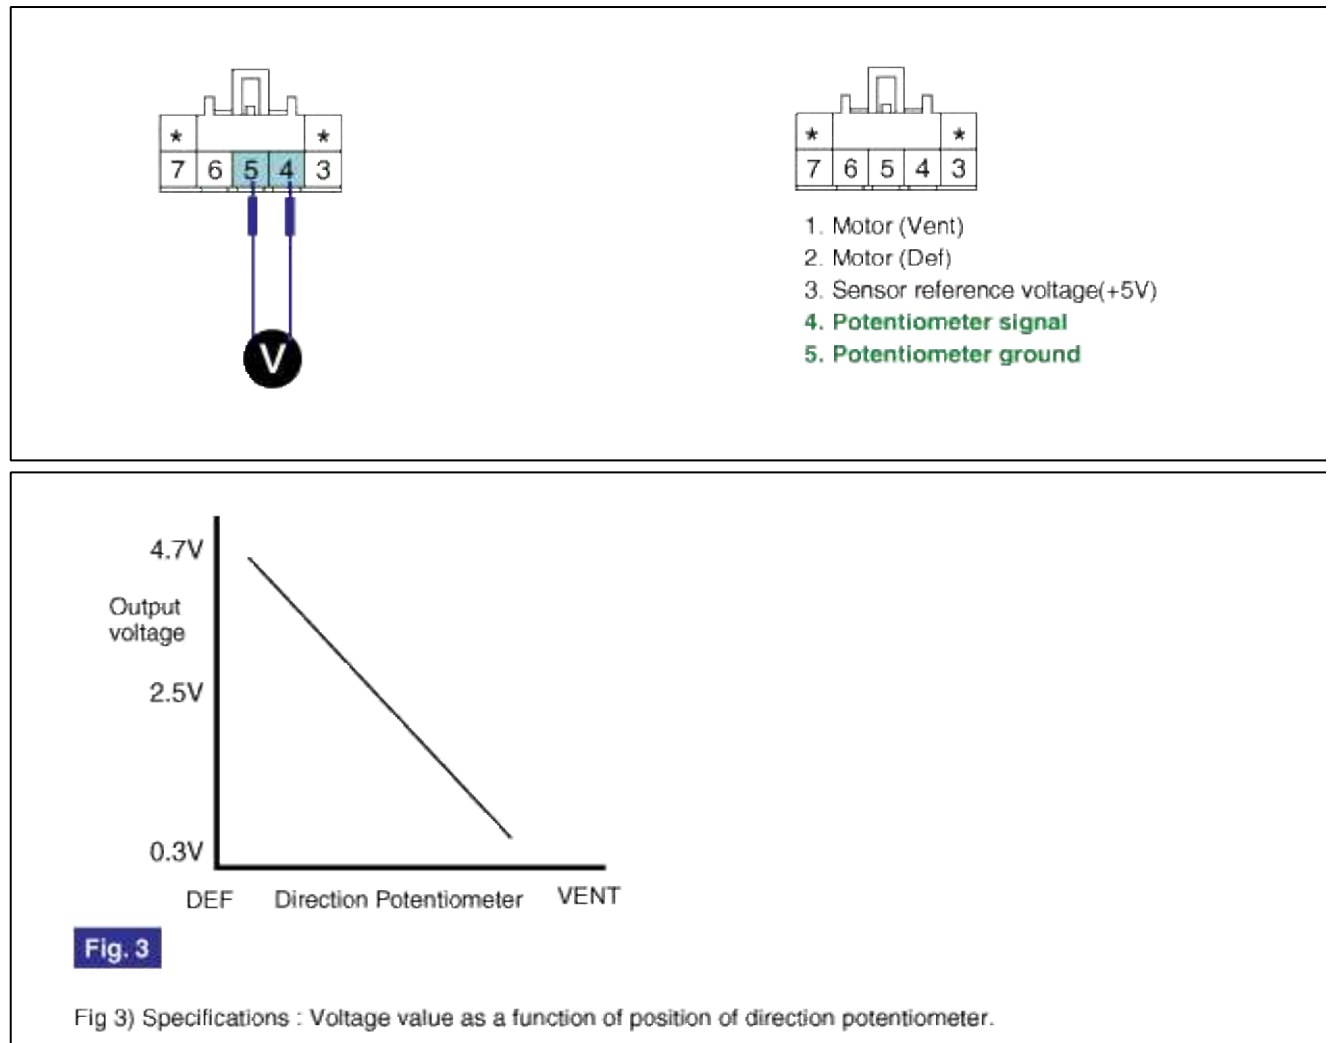 * *
7 6 5 4 3
V
* *
7 6 5 4 3
1. Motor (Vent)
2. Motor (Def)
3. Sensor reference voltage(+5V)
4. Potentiometer signal
5. Potentiometer ground
4.7V
Output
voltage
2.5V
0.3V
DEF Direction Potentiometer VENT
Fig. 3
Fig 3) Specifications : Voltage value as a function of position of direction potentiometer.